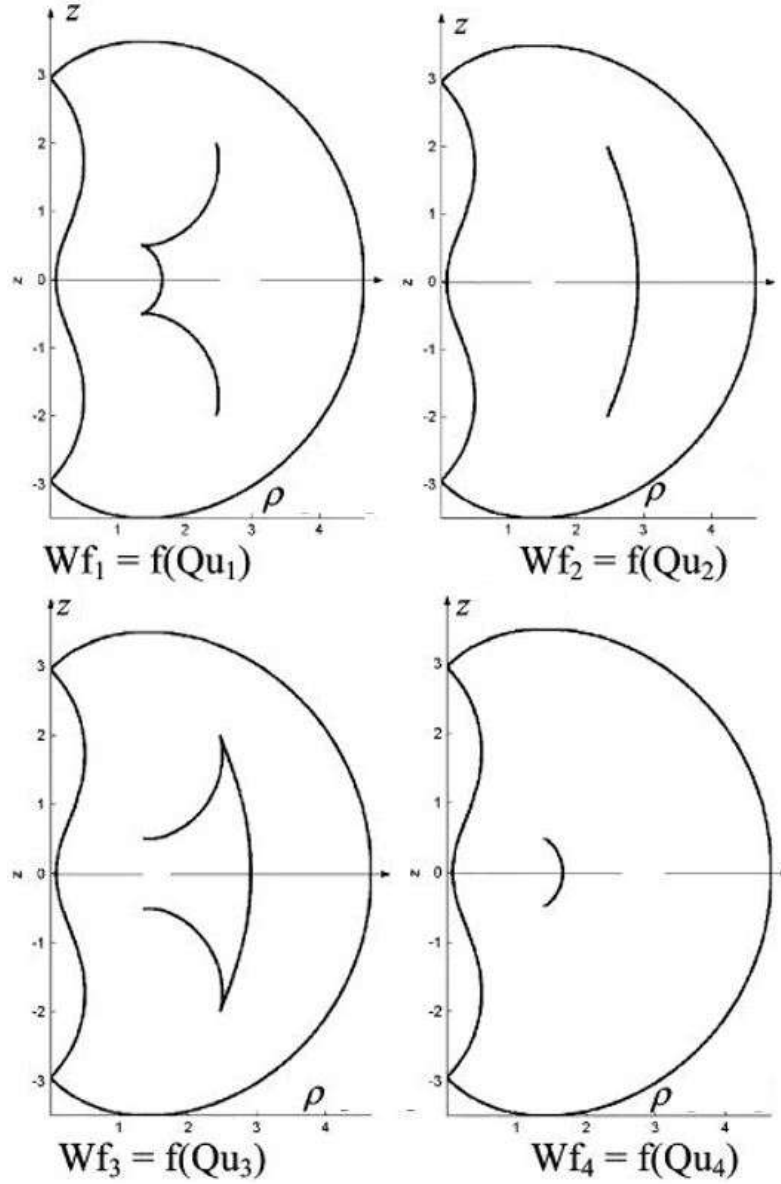 z z
3 3
2 2
1 1
z 0 z 0
-1 -1
-2 -2
-3 ρ -3 ρ
1 2 3 4 1 2 3 4
Wf₁ = f(Qu₁) Wf₂ = f(Qu₂)
z z
3 3
2 2
1 1
z 0 z 0
-1 -1
-2 -2
-3 -3
ρ ρ
1 2 3 4 1 2 3 4
Wf₃ = f(Qu₃) Wf₄ = f(Qu₄)